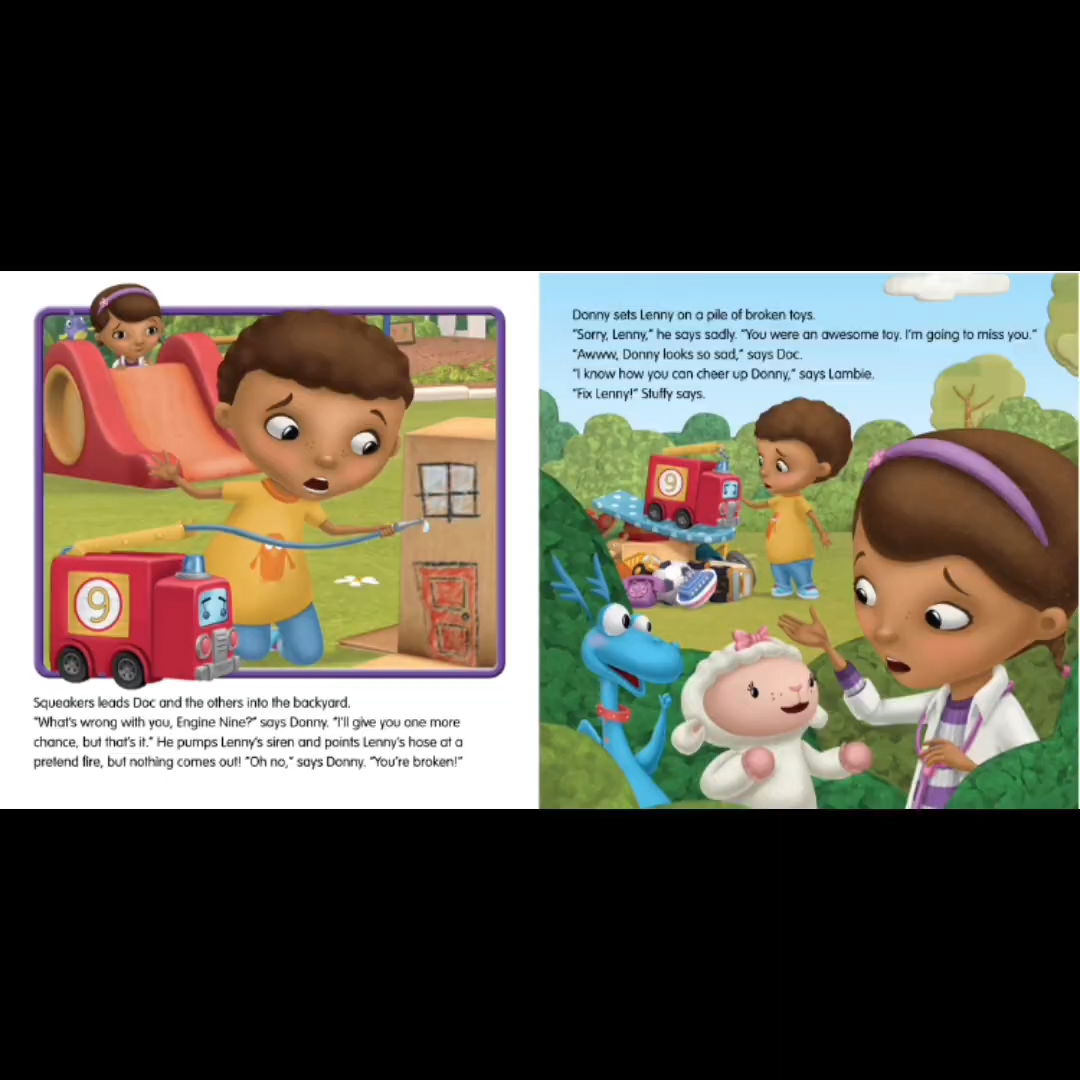 9
Squeakers leads Doc and the others into the backyard.
“What’s wrong with you, Engine Nine?” says Donny. “I’ll give you one more
chance, but that’s it.” He pumps Lenny’s siren and points Lenny’s hose at a
pretend fire, but nothing comes out! “Oh no,” says Donny. “You’re broken!”
Donny sets Lenny on a pile of broken toys.
“Sorry, Lenny,” he says sadly. “You were an awesome toy. I’m going to miss you.”
“Awww, Donny looks so sad,” says Doc.
“I know how you can cheer up Donny,” says Lambie.
“Fix Lenny!” Stuffy says.
9